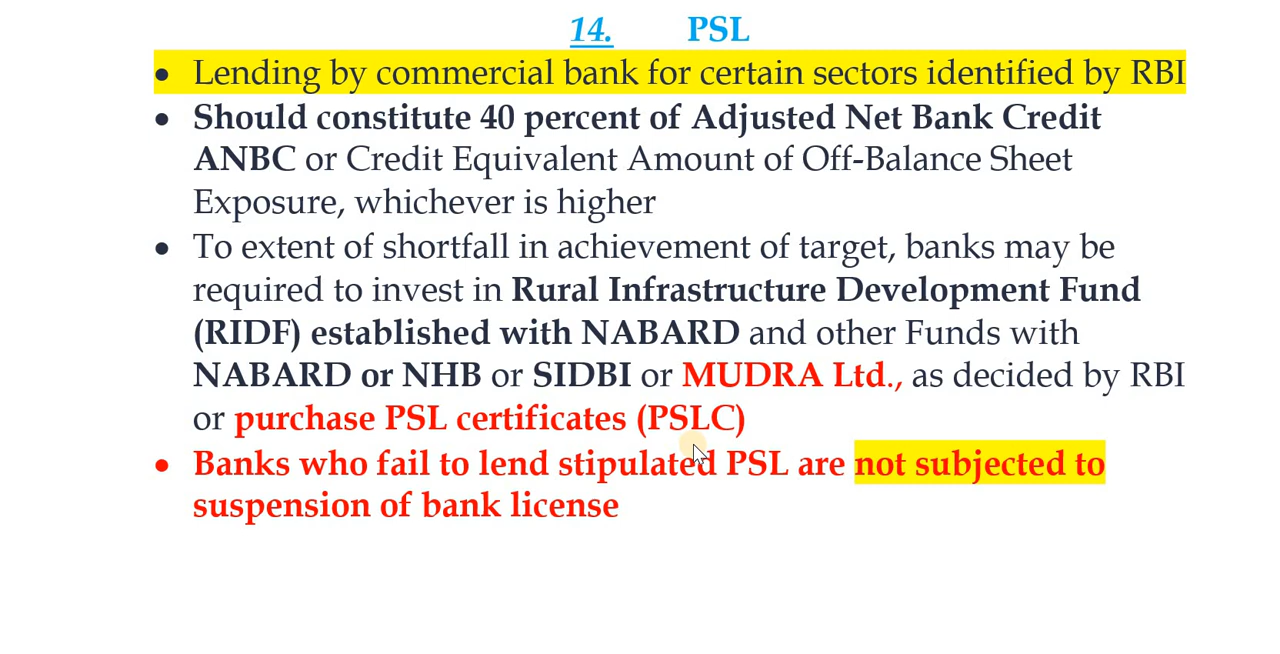 14. PSL
• Lending by commercial bank for certain sectors identified by RBI
• Should constitute 40 percent of Adjusted Net Bank Credit
ANBC or Credit Equivalent Amount of Off-Balance Sheet
Exposure, whichever is higher
• To extent of shortfall in achievement of target, banks may be
required to invest in Rural Infrastructure Development Fund
(RIDF) established with NABARD and other Funds with
NABARD or NHB or SIDBI or MUDRA Ltd., as decided by RBI
or purchase PSL certificates (PSLC)
• Banks who fail to lend stipulated PSL are not subjected to
suspension of bank license